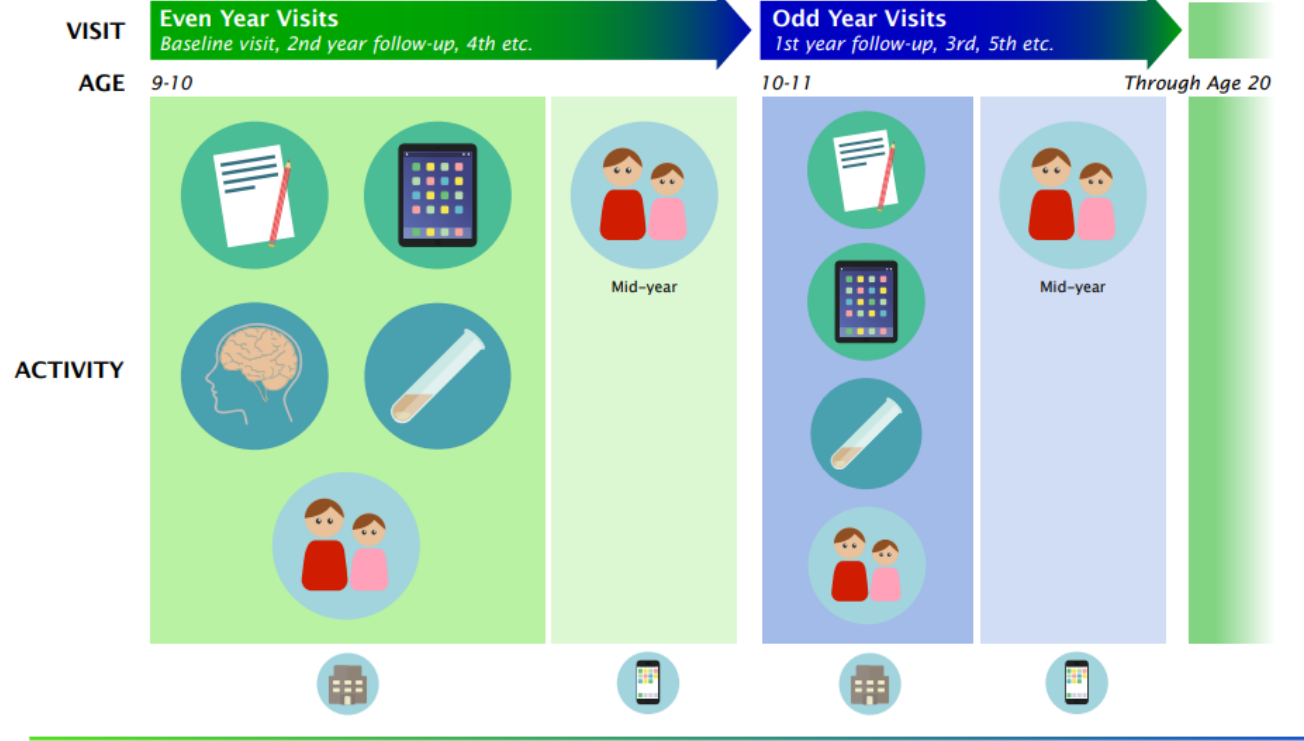 VISIT
Even Year Visits
Baseline visit, 2nd year follow-up, 4th etc.
Odd Year Visits
1st year follow-up, 3rd, 5th etc.
AGE
9-10
10-11
Through Age 20
ACTIVITY
Mid-year
Mid-year